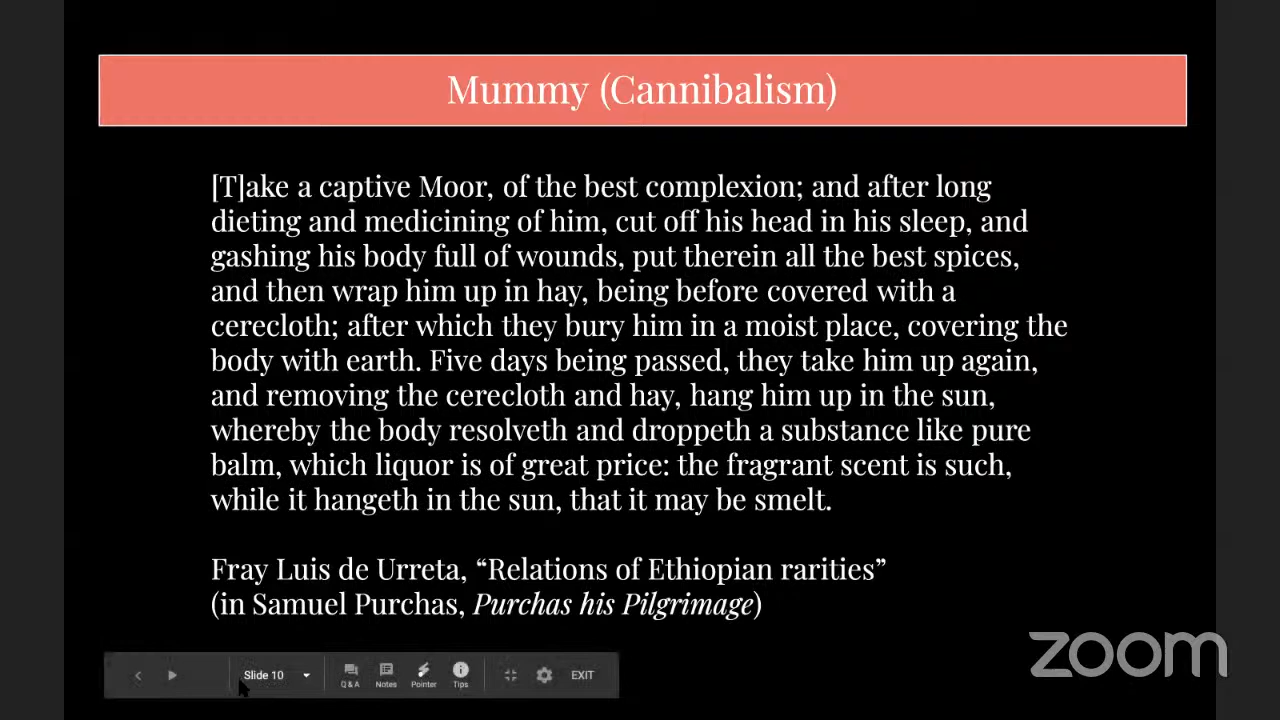 Mummy (Cannibalism)
[T]ake a captive Moor, of the best complexion; and after long
dieting and medicining of him, cut off his head in his sleep, and
gashing his body full of wounds, put therein all the best spices,
and then wrap him up in hay, being before covered with a
cerecloth; after which they bury him in a moist place, covering the
body with earth. Five days being passed, they take him up again,
and removing the cerecloth and hay, hang him up in the sun,
whereby the body resolveth and droppeth a substance like pure
balm, which liquor is of great price: the fragrant scent is such,
while it hangeth in the sun, that it may be smelt.
Fray Luis de Urreta, “Relations of Ethiopian rarities”
(in Samuel Purchas, Purchas his Pilgrimage)
Slide 10
Q & A
Notes
Pointer
Tips
EXIT
zoom